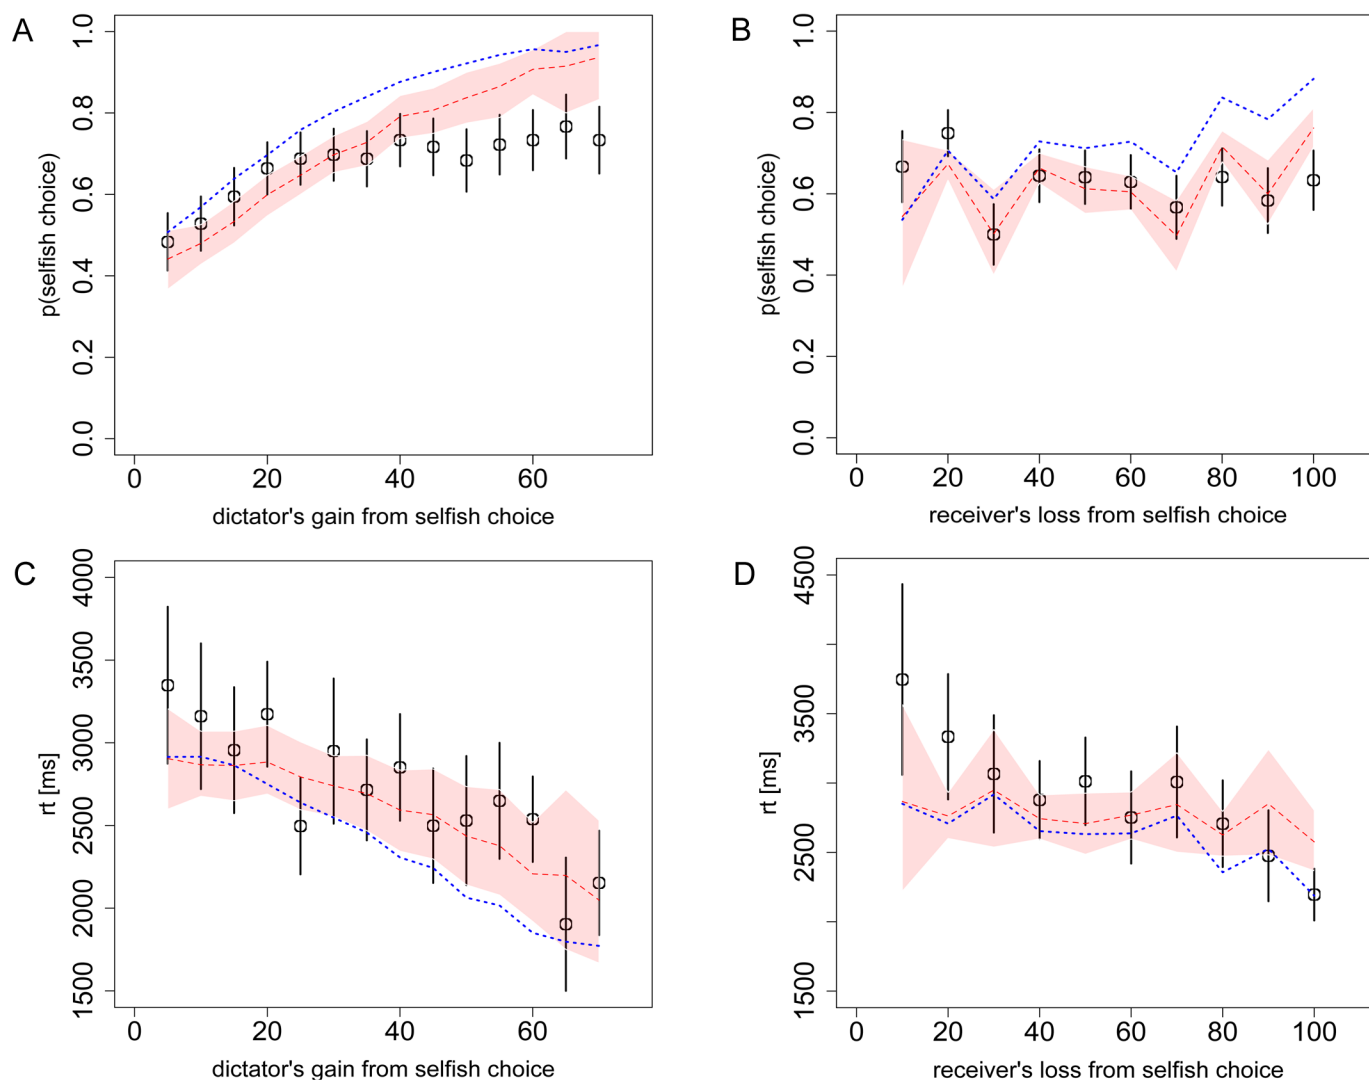 A
p(selfish choice)
0.0 0.2 0.4 0.6 0.8 1.0
0 20 40 60
dictator's gain from selfish choice
B
p(selfish choice)
0.0 0.2 0.4 0.6 0.8 1.0
0 20 40 60 80 100
receiver's loss from selfish choice
C
rt [ms]
1500 2000 2500 3000 3500 4000
0 20 40 60
dictator's gain from selfish choice
D
rt [ms]
1500 2500 3500 4500
0 20 40 60 80 100
receiver's loss from selfish choice